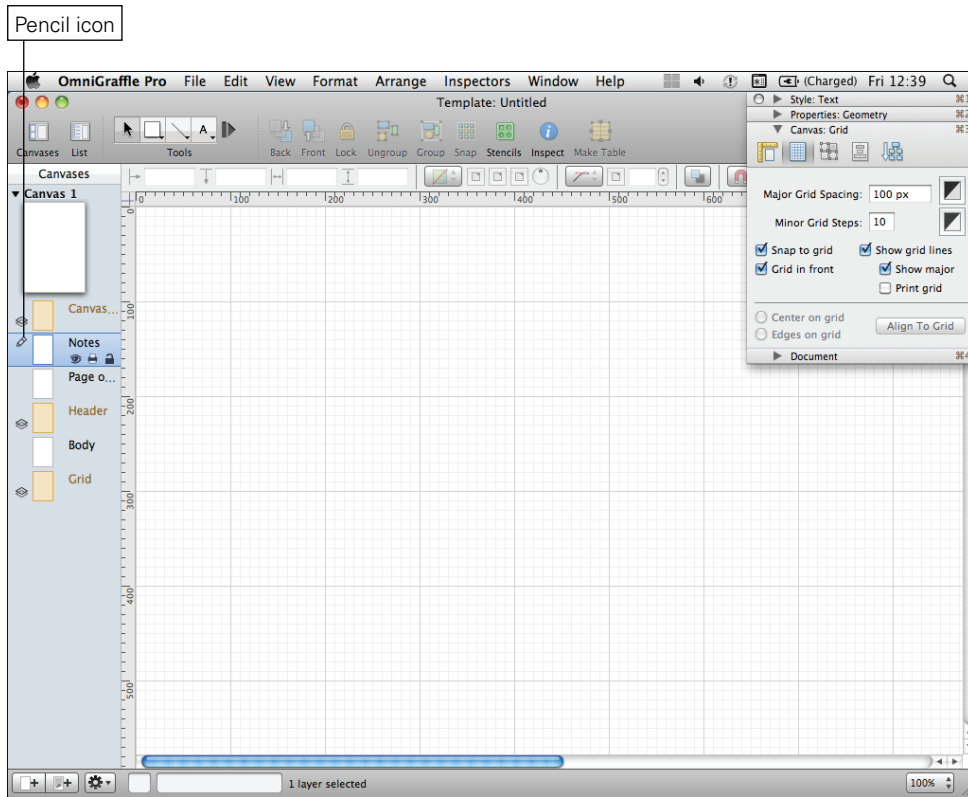 Pencil icon
OmniGraffle Pro File Edit View Format Arrange Inspectors Window Help (Charged) Fri 12:39
Template: Untitled
Canvases List Tools Back Front Lock Ungroup Group Snap Stencils Inspect Make Table
A
Style: Text
Properties: Geometry
Canvas: Grid
Major Grid Spacing: 100 px
Minor Grid Steps: 10
Snap to grid Show grid lines
Grid in front Show major
Print grid
Center on grid
Edges on grid
Align To Grid
Document ⌘4
Canvases
Canvas 1
0 100 200 300 400 500 600
0
100
200
300
400
500
Canvas...
Notes
Page o...
Header
Body
Grid
1 layer selected
100%